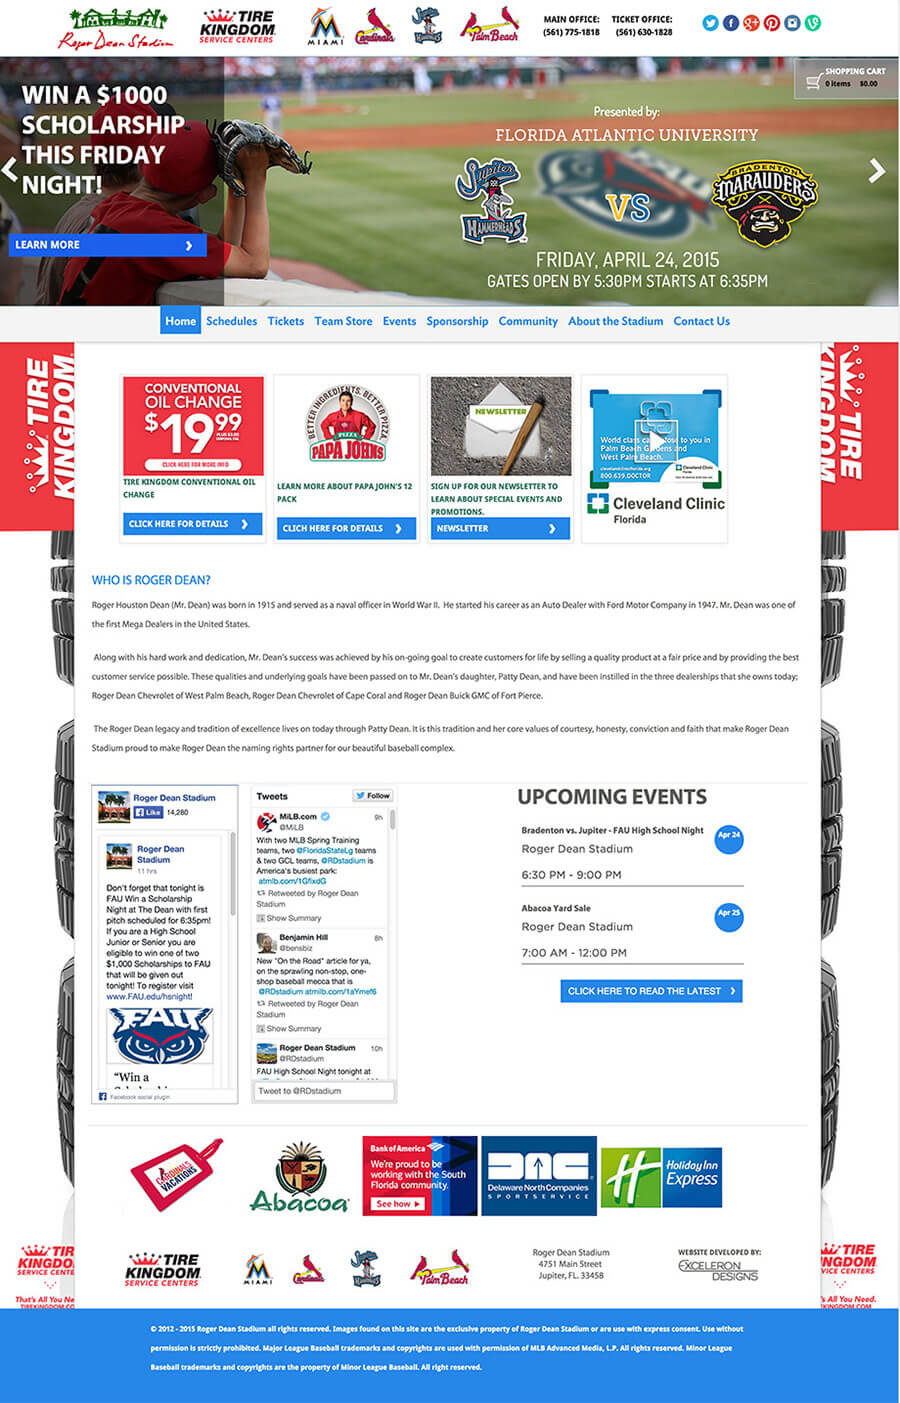 Roger Dean Stadium
TIRE
KINGDOM
SERVICE CENTERS
MIAMI
Cardinals
HAMMERHEADS
Palm Beach
MAIN OFFICE:
(561) 775-1818
TICKET OFFICE:
(561) 630-1828
SHOPPING CART
0 Items $0.00
WIN A $1000
SCHOLARSHIP
THIS FRIDAY
NIGHT!
LEARN MORE
Presented by:
FLORIDA ATLANTIC UNIVERSITY
Jupiter
HAMMERHEADS
FAU
VS
BRADENTON
MARAUDERS
FRIDAY, APRIL 24, 2015
GATES OPEN BY 5:30PM STARTS AT 6:35PM
Home Schedules Tickets Team Store Events Sponsorship Community About the Stadium Contact Us
TIRE
KINGDOM
TIRE
KINGDOM
CONVENTIONAL
OIL CHANGE
$19.99
CLICK HERE FOR MORE INFO
TIRE KINGDOM CONVENTIONAL OIL
CHANGE
CLICK HERE FOR DETAILS
BETTER INGREDIENTS. BETTER PIZZA.
PIZZA
PAPA JOHNS
LEARN MORE ABOUT PAPA JOHN'S 12
PACK
CLICH HERE FOR DETAILS
NEWSLETTER
SIGN UP FOR OUR NEWSLETTER TO
LEARN ABOUT SPECIAL EVENTS AND
PROMOTIONS.
NEWSLETTER
World class care close to you in
Palm Beach Gardens and
West Palm Beach.
clevelandclinicflorida.org
800.639.DOCTOR
Cleveland Clinic
Cleveland Clinic
Florida
WHO IS ROGER DEAN?
Roger Houston Dean (Mr. Dean) was born in 1915 and served as a naval officer in World War II. He started his career as an Auto Dealer with Ford Motor Company in 1947. Mr. Dean was one of
the first Mega Dealers in the United States.
Along with his hard work and dedication, Mr. Dean's success was achieved by his on-going goal to create customers for life by selling a quality product at a fair price and by providing the best
customer service possible. These qualities and underlying goals have been passed on to Mr. Dean's daughter, Patty Dean, and have been instilled in the three dealerships that she owns today;
Roger Dean Chevrolet of West Palm Beach, Roger Dean Chevrolet of Cape Coral and Roger Dean Buick GMC of Fort Pierce.
The Roger Dean legacy and tradition of excellence lives on today through Patty Dean. It is this tradition and her core values of courtesy, honesty, conviction and faith that make Roger Dean
Stadium proud to make Roger Dean the naming rights partner for our beautiful baseball complex.
Roger Dean Stadium
Like 14,280
Roger Dean
Stadium
11 hrs
Don't forget that tonight is
FAU Win a Scholarship
Night at The Dean with first
pitch scheduled for 6:35pm!
If you are a High School
Junior or Senior you are
eligible to win one of two
$1,000 Scholarships to FAU
that will be given out
tonight! To register visit
www.FAU.edu/hsnight!
FAU
"Win a
Facebook social plugin
Tweets Follow
MiLB.com 9h
@MiLB
With two MLB Spring Training
teams, two @FloridaStateLg teams
& two GCL teams, @RDstadium is
America's busiest park:
atmlb.com/1GfixdG
Retweeted by Roger Dean
Stadium
Show Summary
Benjamin Hill 8h
@bensbiz
New "On the Road" article for ya,
on the sprawling non-stop, one-
shop baseball mecca that is
@RDstadium atmlb.com/1aYmef6
Retweeted by Roger Dean
Stadium
Show Summary
Roger Dean Stadium 10h
@RDstadium
FAU High School Night tonight at
Tweet to @RDstadium
UPCOMING EVENTS
Bradenton vs. Jupiter - FAU High School Night
Apr 24
Roger Dean Stadium
6:30 PM - 9:00 PM
Abacoa Yard Sale
Apr 25
Roger Dean Stadium
7:00 AM - 12:00 PM
CLICK HERE TO READ THE LATEST
CARDINALS
VACATIONS
Abacoa
Bank of America
We're proud to be
working with the South
Florida community.
See how
DNC
Delaware North Companies
SPORTSERVICE
H
Holiday Inn
Express
TIRE
KINGDOM
SERVICE CENTERS
MIAMI
Cardinals
HAMMERHEADS
Palm Beach
Roger Dean Stadium
4751 Main Street
Jupiter, FL. 33458
WEBSITE DEVELOPED BY:
EXCELERON
DESIGNS
TIR
KINGDOM
SERVICE CENTE
That's All You Need.
TIREKINGDOM.CO
TIRE
KINGDOM
SERVICE CENTERS
's All You Need.
EKINGDOM.COM
© 2012 - 2015 Roger Dean Stadium all rights reserved. Images found on this site are the exclusive property of Roger Dean Stadium or are use with express consent. Use without
permission is strictly prohibited. Major League Baseball trademarks and copyrights are used with permission of MLB Advanced Media, L.P. All rights reserved. Minor League
Baseball trademarks and copyrights are the property of Minor League Baseball. All right reserved.